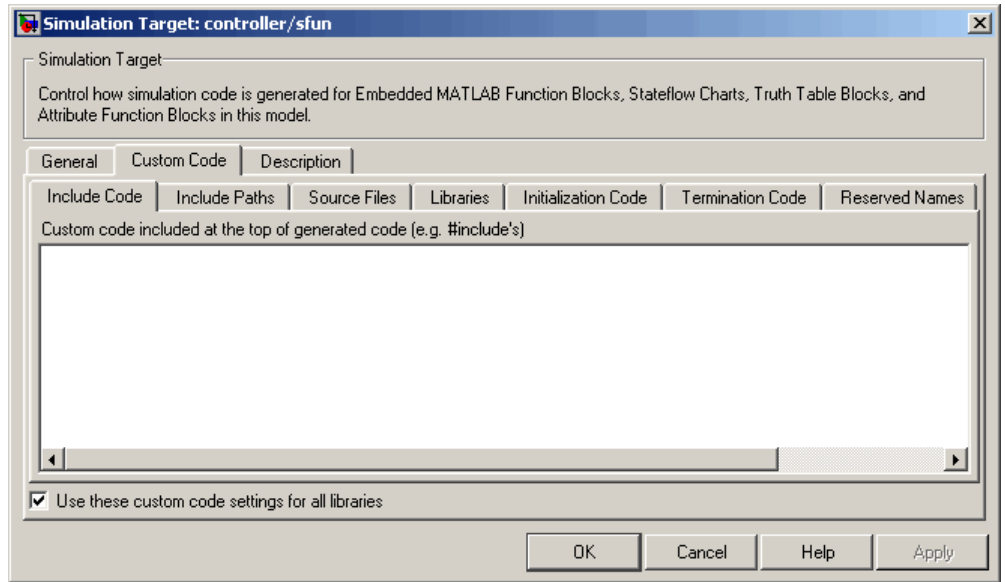 Simulation Target: controller/sfun
Simulation Target
Control how simulation code is generated for Embedded MATLAB Function Blocks, Stateflow Charts, Truth Table Blocks, and
Attribute Function Blocks in this model.
General Custom Code Description
Include Code Include Paths Source Files Libraries Initialization Code Termination Code Reserved Names
Custom code included at the top of generated code (e.g. #include's)
Use these custom code settings for all libraries
OK Cancel Help Apply